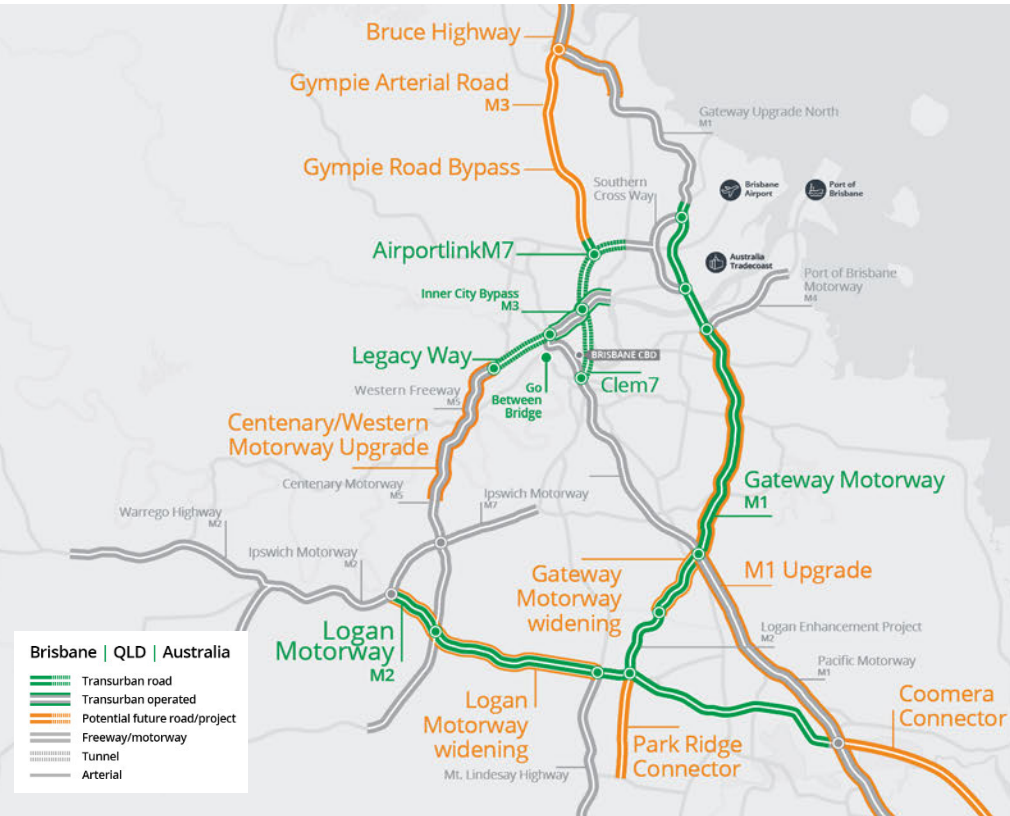 Bruce Highway
Gympie Arterial Road
M3
Gateway Upgrade North
M1
Gympie Road Bypass
Southern
Cross Way
Brisbane
Airport
Port of
Brisbane
AirportlinkM7
Australia
Tradecoast
Port of Brisbane
Motorway
M4
Inner City Bypass
M3
Legacy Way
BRISBANE CBD
Go
Between
Bridge
Clem7
Western Freeway
M5
Centenary/Western
Motorway Upgrade
Centenary Motorway
M5
Ipswich Motorway
M7
Gateway Motorway
M1
Warrego Highway
M2
Ipswich Motorway
M2
Gateway
Motorway
widening
M1 Upgrade
Logan
Motorway
M2
Logan Enhancement Project
M2
Pacific Motorway
M1
Logan
Motorway
widening
Park Ridge
Connector
Coomera
Connector
Mt. Lindesay Highway
Brisbane | QLD | Australia
Transurban road
Transurban operated
Potential future road/project
Freeway/motorway
Tunnel
Arterial